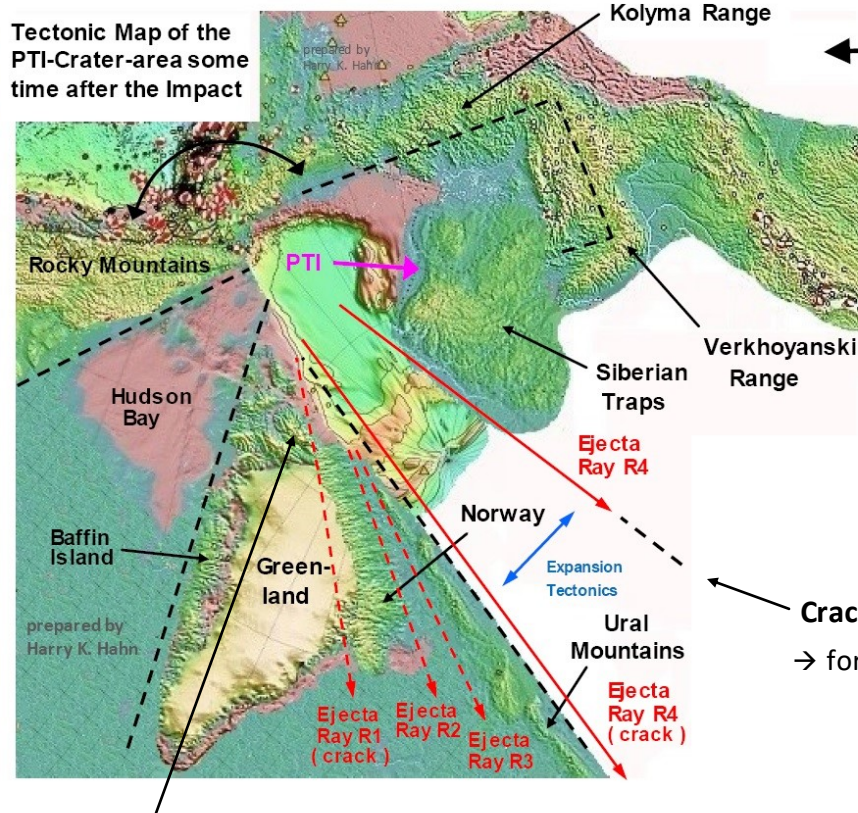 Tectonic Map of the
PTI-Crater-area some
time after the Impact
prepared by
Harry K. Hahn
Kolyma Range
Rocky Mountains
PTI
Hudson
Bay
Siberian
Traps
Verkhoyanski
Range
Ejecta
Ray R4
Baffin
Island
Green-
land
Norway
Expansion
Tectonics
prepared by
Harry K. Hahn
Ural
Mountains
Crac
→ for
Ejecta
Ray R1
( crack )
Ejecta
Ray R2
Ejecta
Ray R3
Ejecta
Ray R4
( crack )